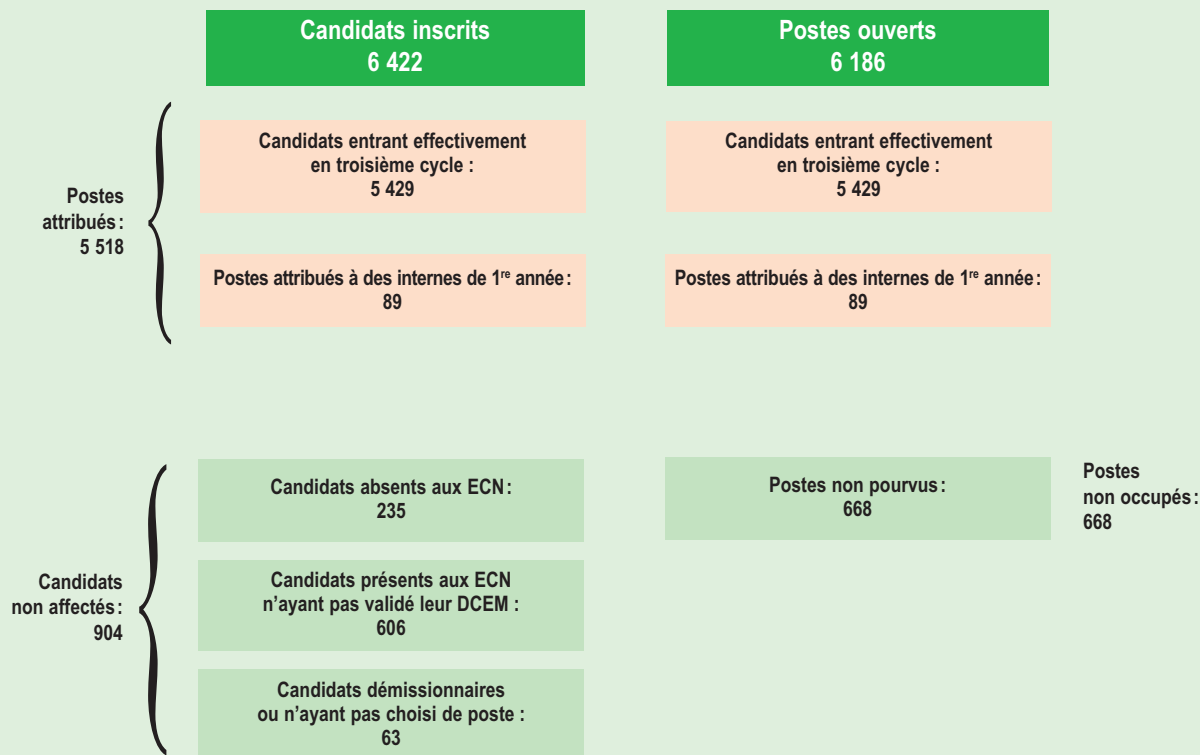 Candidats inscrits
6 422
Postes ouverts
6 186
Postes
attribués :
5 518
Candidats entrant effectivement
en troisième cycle :
5 429
Candidats entrant effectivement
en troisième cycle :
5 429
Postes attribués à des internes de 1re année :
89
Postes attribués à des internes de 1re année :
89
Candidats
non affectés :
904
Candidats absents aux ECN :
235
Postes non pourvus :
668
Postes
non occupés :
668
Candidats présents aux ECN
n’ayant pas validé leur DCEM :
606
Candidats démissionnaires
ou n’ayant pas choisi de poste :
63